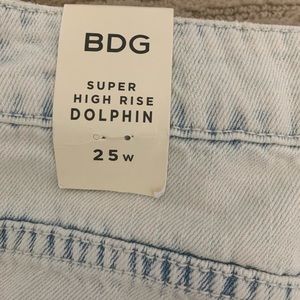 BDG
SUPER
HIGH RISE
DOLPHIN
25W